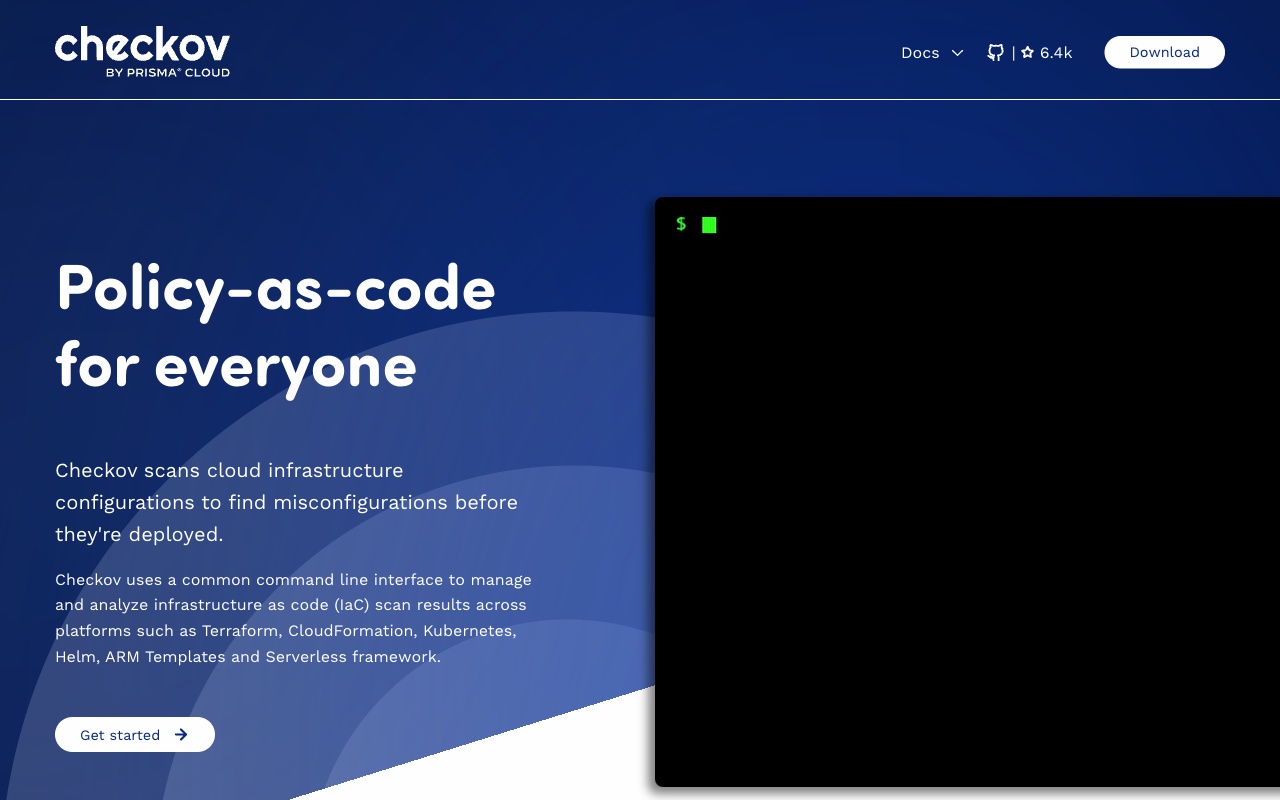 checkov
BY PRISMA® CLOUD
Docs
| 6.4k
Download
$
Policy-as-code
for everyone
Checkov scans cloud infrastructure
configurations to find misconfigurations before
they're deployed.
Checkov uses a common command line interface to manage
and analyze infrastructure as code (IaC) scan results across
platforms such as Terraform, CloudFormation, Kubernetes,
Helm, ARM Templates and Serverless framework.
Get started